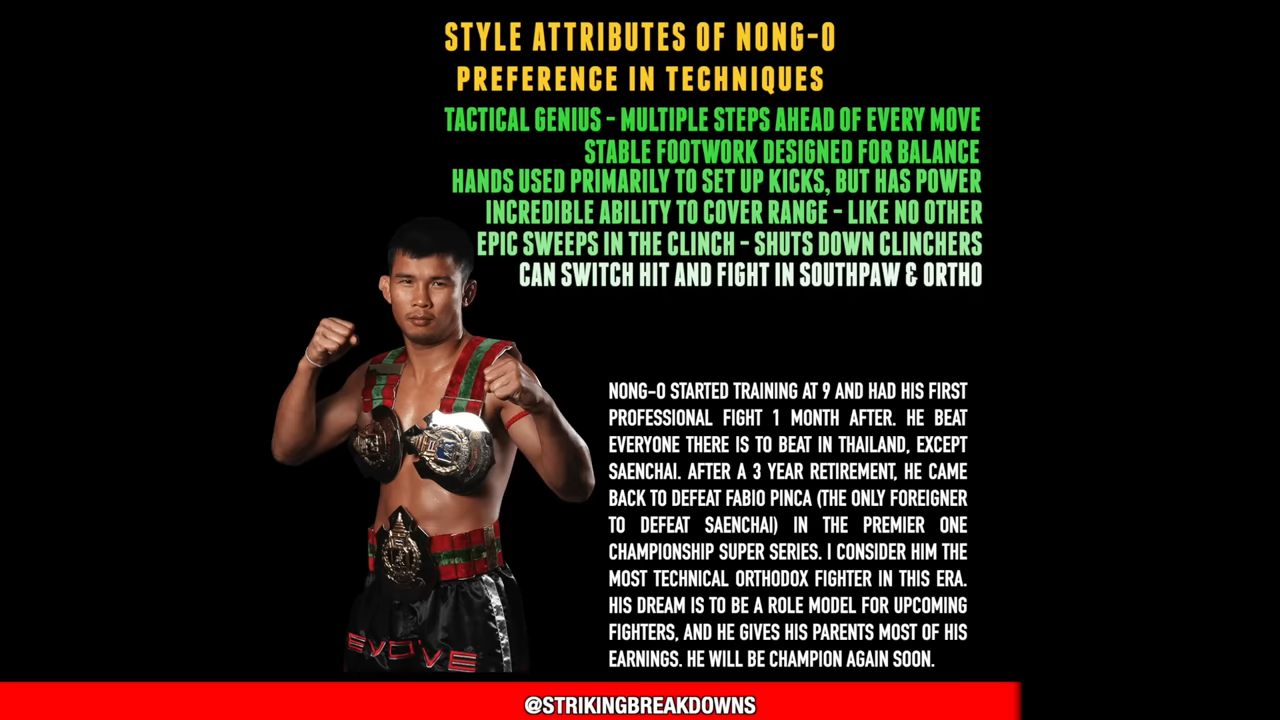 STYLE ATTRIBUTES OF NONG-O
PREFERENCE IN TECHNIQUES
TACTICAL GENIUS - MULTIPLE STEPS AHEAD OF EVERY MOVE
STABLE FOOTWORK DESIGNED FOR BALANCE
HANDS USED PRIMARILY TO SET UP KICKS, BUT HAS POWER
INCREDIBLE ABILITY TO COVER RANGE - LIKE NO OTHER
EPIC SWEEPS IN THE CLINCH - SHUTS DOWN CLINCHERS
CAN SWITCH HIT AND FIGHT IN SOUTHPAW & ORTHO
NONG-O STARTED TRAINING AT 9 AND HAD HIS FIRST
PROFESSIONAL FIGHT 1 MONTH AFTER. HE BEAT
EVERYONE THERE IS TO BEAT IN THAILAND, EXCEPT
SAENCHAI. AFTER A 3 YEAR RETIREMENT, HE CAME
BACK TO DEFEAT FABIO PINCA (THE ONLY FOREIGNER
TO DEFEAT SAENCHAI) IN THE PREMIER ONE
CHAMPIONSHIP SUPER SERIES. I CONSIDER HIM THE
MOST TECHNICAL ORTHODOX FIGHTER IN THIS ERA.
HIS DREAM IS TO BE A ROLE MODEL FOR UPCOMING
FIGHTERS, AND HE GIVES HIS PARENTS MOST OF HIS
EARNINGS. HE WILL BE CHAMPION AGAIN SOON.
EVOLVE
@STRIKINGBREAKDOWNS